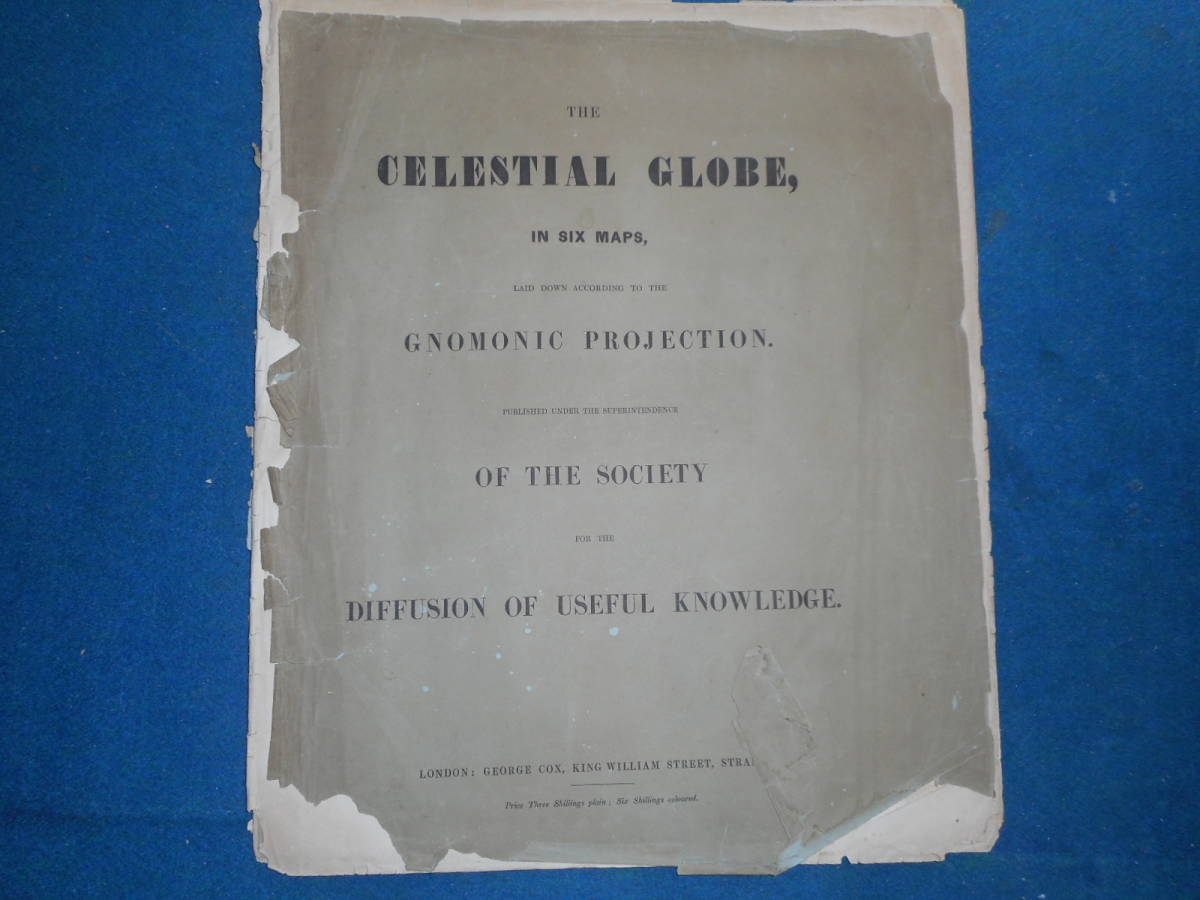 THE
CELESTIAL GLOBE,
IN SIX MAPS,
LAID DOWN ACCORDING TO THE
GNOMONIC PROJECTION.
PUBLISHED UNDER THE SUPERINTENDENCE
OF THE SOCIETY
FOR THE
DIFFUSION OF USEFUL KNOWLEDGE.
LONDON: GEORGE COX, KING WILLIAM STREET, STRA
Price Three Shillings plain; Six Shillings coloured.